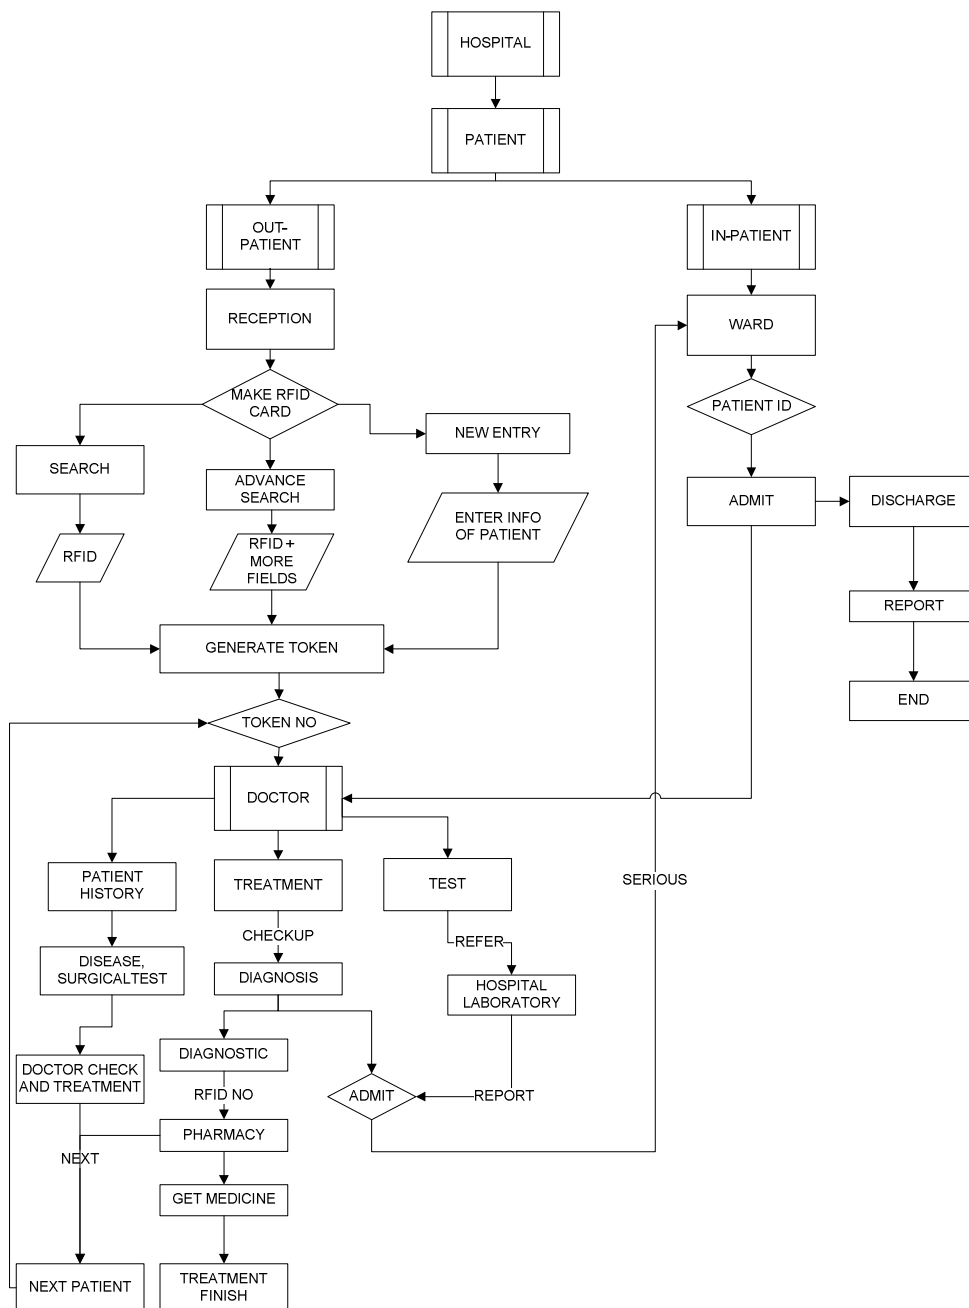 HOSPITAL
PATIENT
OUT-
PATIENT
IN-PATIENT
RECEPTION
WARD
MAKE RFID
CARD
PATIENT ID
NEW ENTRY
SEARCH
ADVANCE
SEARCH
ADMIT
DISCHARGE
ENTER INFO
OF PATIENT
RFID
RFID +
MORE
FIELDS
REPORT
GENERATE TOKEN
END
TOKEN NO
DOCTOR
PATIENT
HISTORY
TREATMENT
TEST
SERIOUS
CHECKUP
REFER
DISEASE,
SURGICALTEST
DIAGNOSIS
HOSPITAL
LABORATORY
DIAGNOSTIC
DOCTOR CHECK
AND TREATMENT
RFID NO
ADMIT
REPORT
PHARMACY
NEXT
GET MEDICINE
NEXT PATIENT
TREATMENT
FINISH